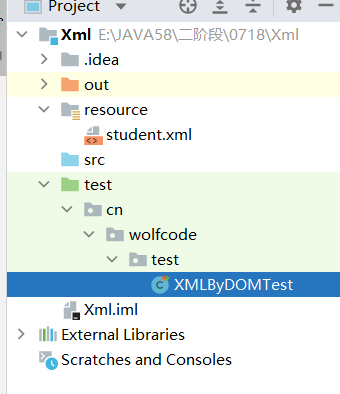 Project
Xml E:\JAVA58\二阶段\0718\Xml
.idea
out
resource
student.xml
src
test
cn
wolfcode
test
XMLByDOMTest
Xml.iml
External Libraries
Scratches and Consoles